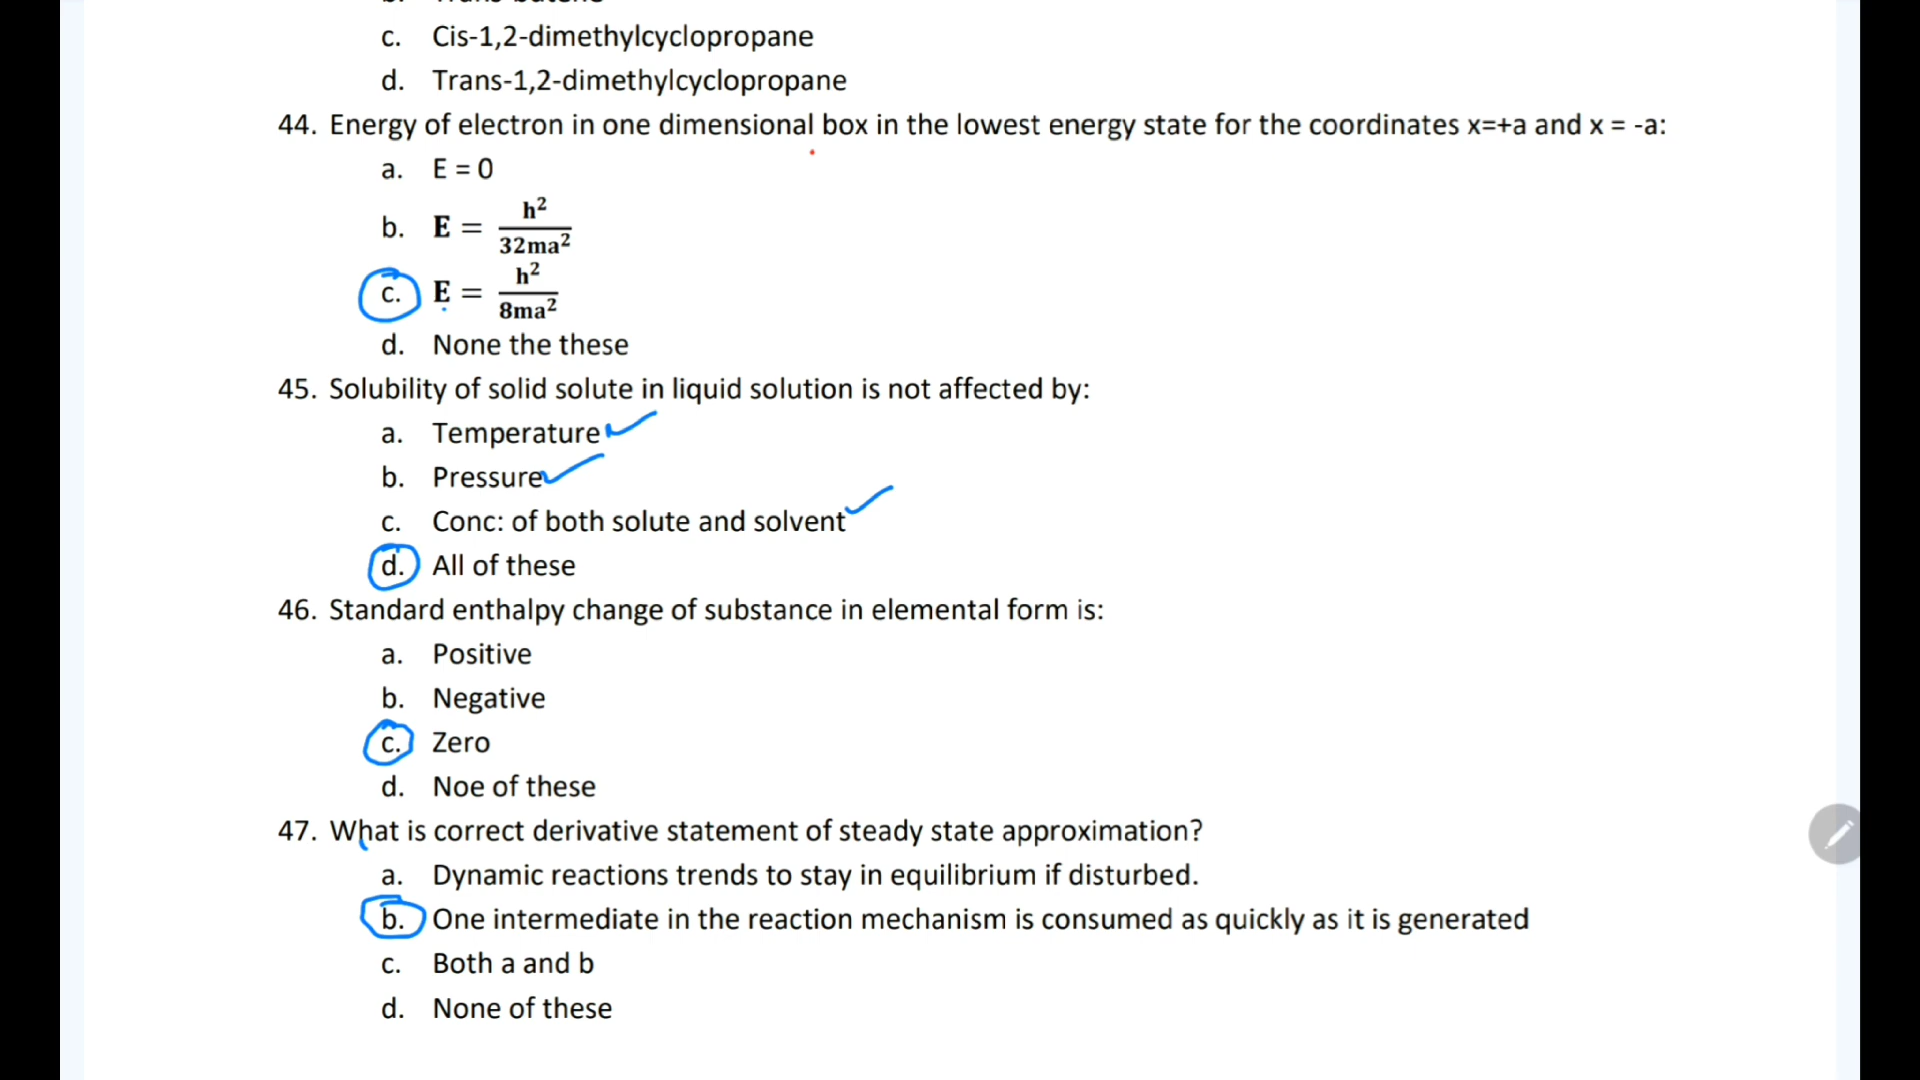 c. Cis-1,2-dimethylcyclopropane
d. Trans-1,2-dimethylcyclopropane
44. Energy of electron in one dimensional box in the lowest energy state for the coordinates x=+a and x = -a:
a. E = 0
b. E = h²/32ma²
c. E = h²/8ma²
d. None the these
45. Solubility of solid solute in liquid solution is not affected by:
a. Temperature
b. Pressure
c. Conc: of both solute and solvent
d. All of these
46. Standard enthalpy change of substance in elemental form is:
a. Positive
b. Negative
c. Zero
d. Noe of these
47. What is correct derivative statement of steady state approximation?
a. Dynamic reactions trends to stay in equilibrium if disturbed.
b. One intermediate in the reaction mechanism is consumed as quickly as it is generated
c. Both a and b
d. None of these